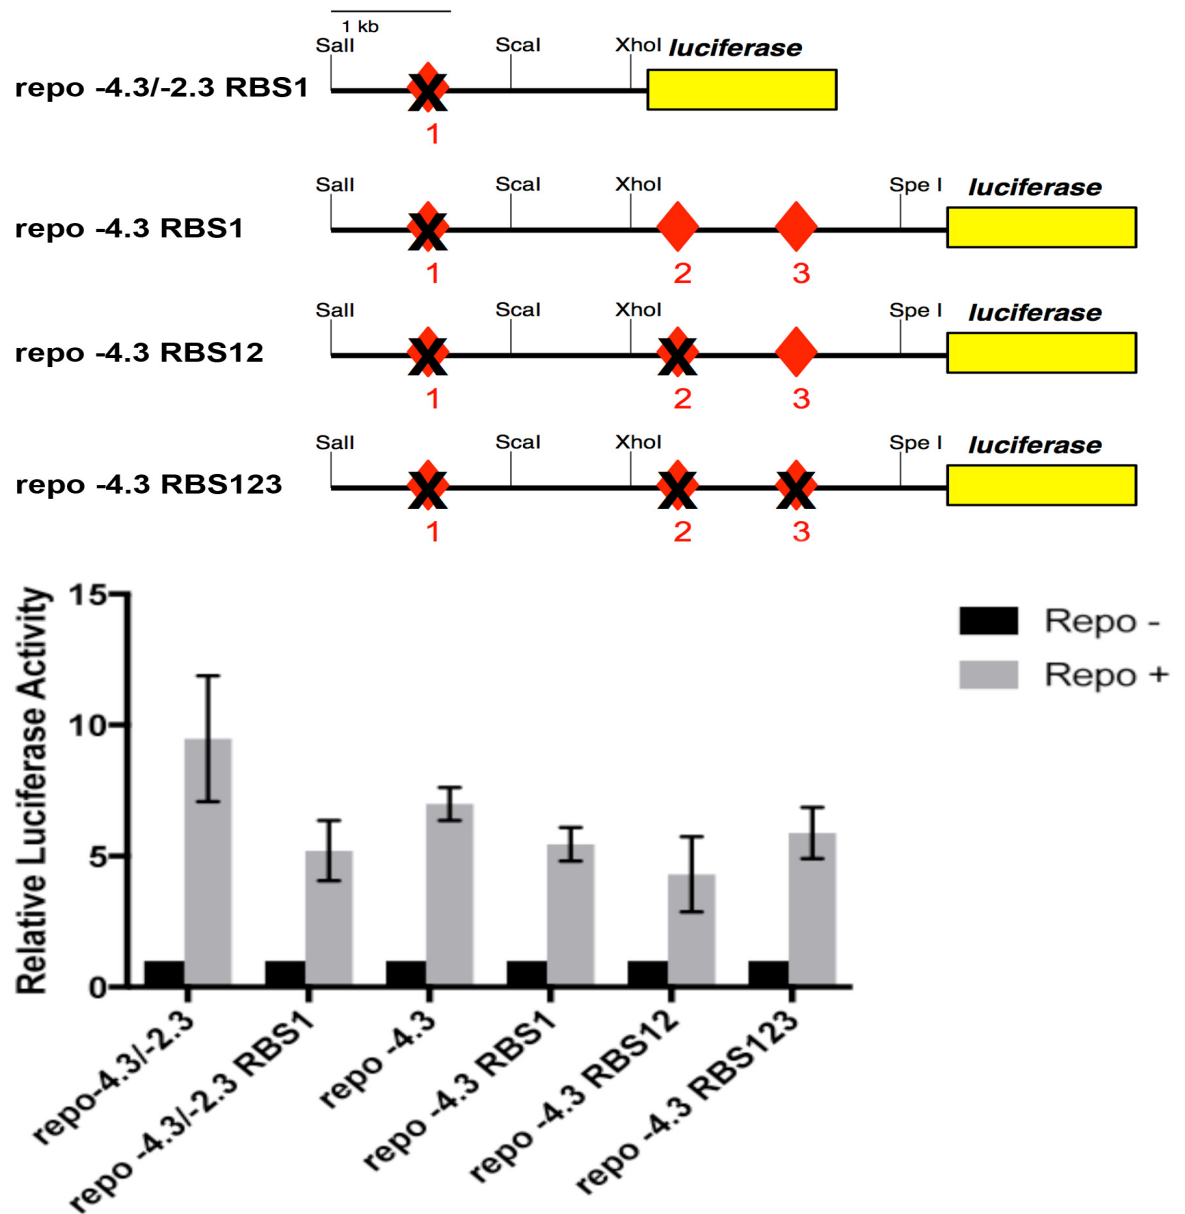 1 kb
SalI ScaI XhoI luciferase
repo -4.3/-2.3 RBS1
X
1
SalI ScaI XhoI Spe I luciferase
repo -4.3 RBS1
X
1 2 3
SalI ScaI XhoI Spe I luciferase
repo -4.3 RBS12
X X
1 2 3
SalI ScaI XhoI Spe I luciferase
repo -4.3 RBS123
X X X
1 2 3
Relative Luciferase Activity
15
10
5
0
Repo -
Repo +
repo-4.3/-2.3
repo -4.3/-2.3 RBS1
repo -4.3
repo -4.3 RBS1
repo -4.3 RBS12
repo -4.3 RBS123